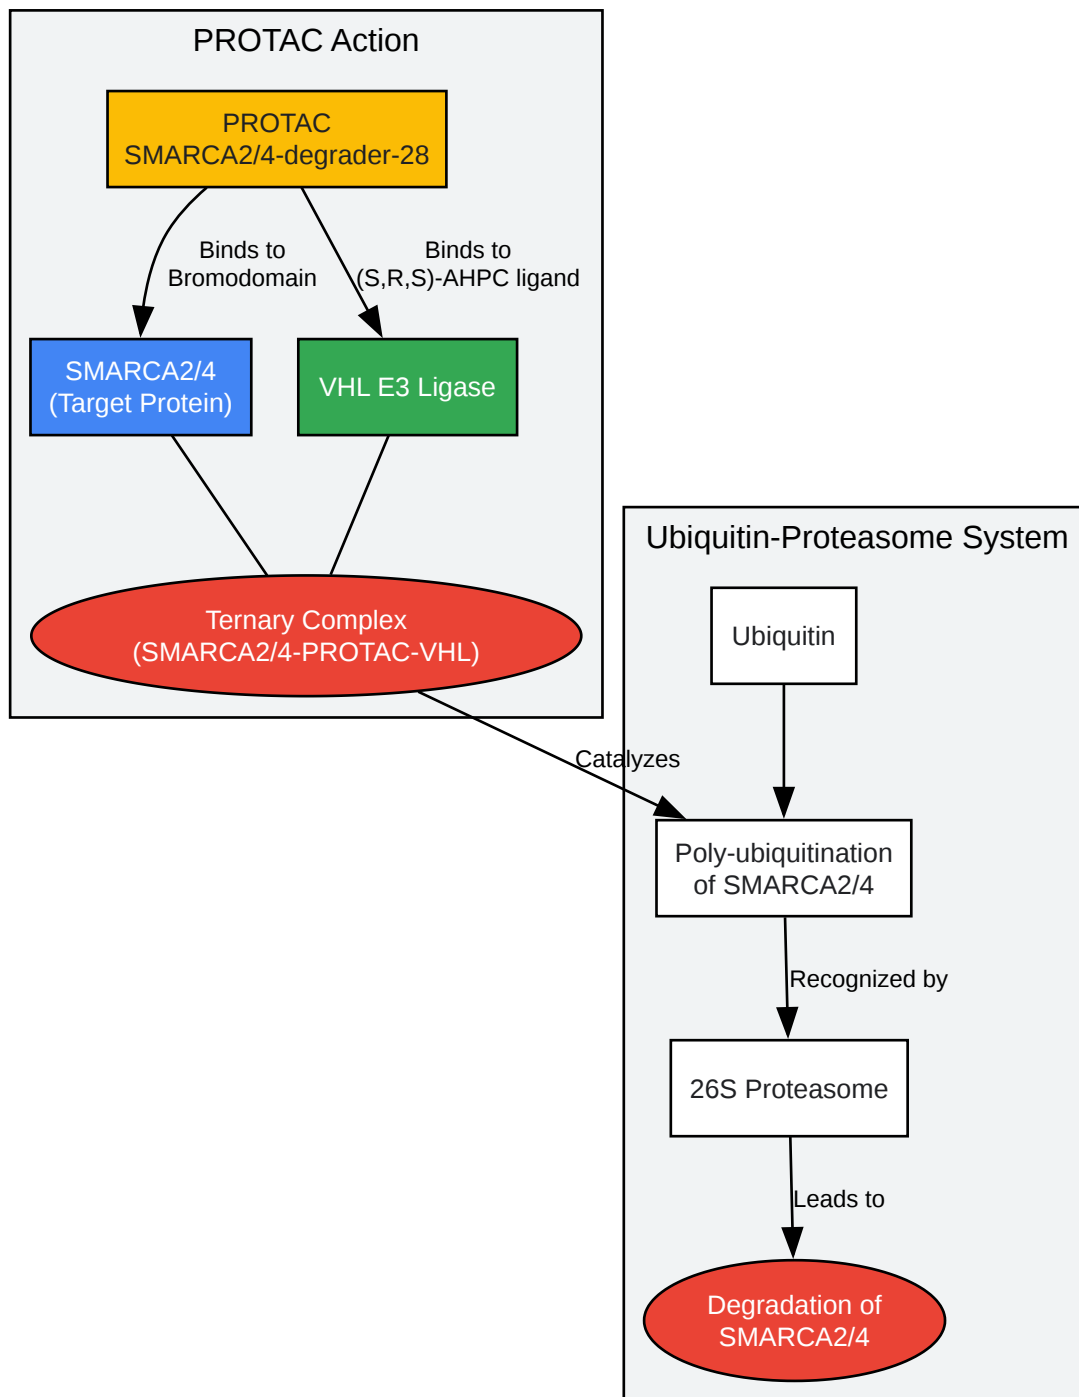 PROTAC Action
PROTAC
SMARCA2/4-degrader-28
Binds to
Bromodomain
Binds to
(S,R,S)-AHPC ligand
SMARCA2/4
(Target Protein)
VHL E3 Ligase
Ternary Complex
(SMARCA2/4-PROTAC-VHL)
Ubiquitin-Proteasome System
Ubiquitin
Catalyzes
Poly-ubiquitination
of SMARCA2/4
Recognized by
26S Proteasome
Leads to
Degradation of
SMARCA2/4